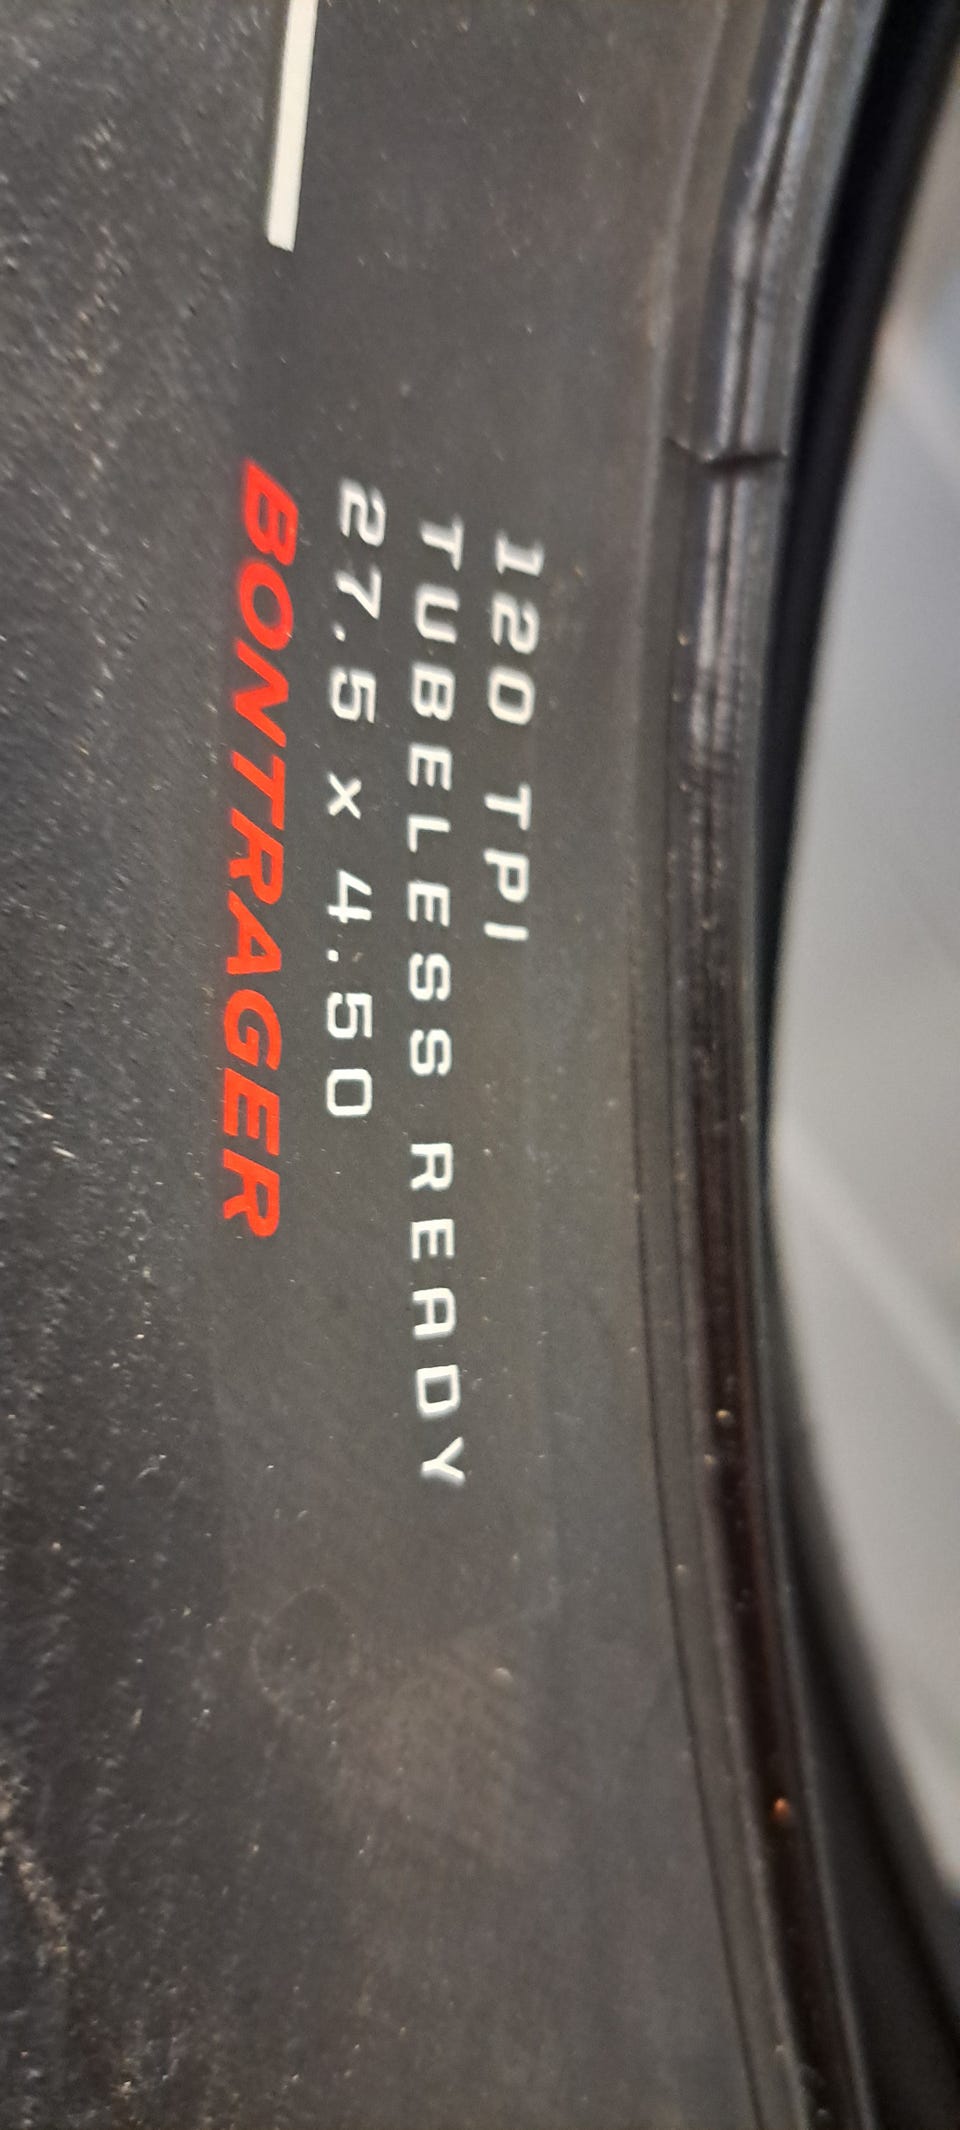 120 TPI
TUBELESS READY
27.5 x 4.50
BONTRAGER